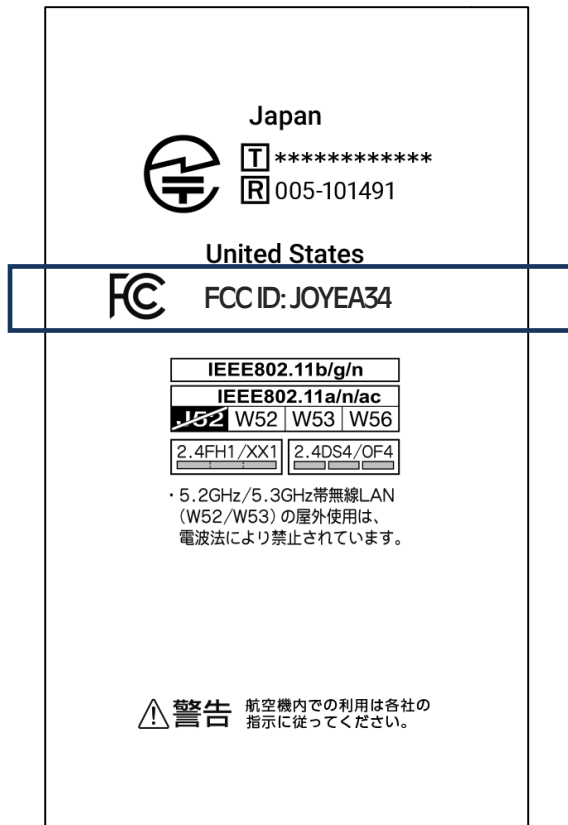 Japan
T ************
R 005-101491
United States
FC FCC ID: JOYEA34
IEEE802.11b/g/n
IEEE802.11a/n/ac
J52 W52 W53 W56
2.4FH1/XX1 2.4DS4/OF4
・5.2GHz/5.3GHz帯無線LAN
(W52/W53)の屋外使用は、
電波法により禁止されています。
警告 航空機内での利用は各社の
指示に従ってください。